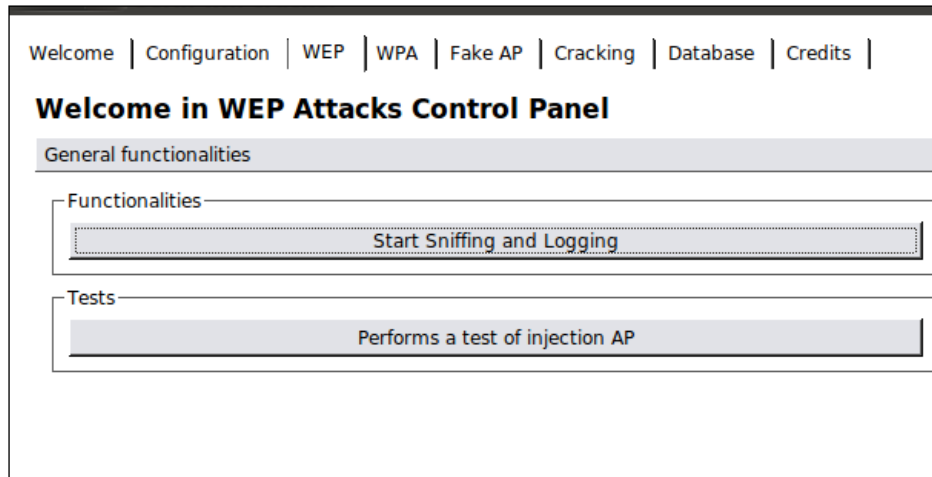 Welcome Configuration WEP WPA Fake AP Cracking Database Credits
Welcome in WEP Attacks Control Panel
General functionalities
Functionalities
Start Sniffing and Logging
Tests
Performs a test of injection AP